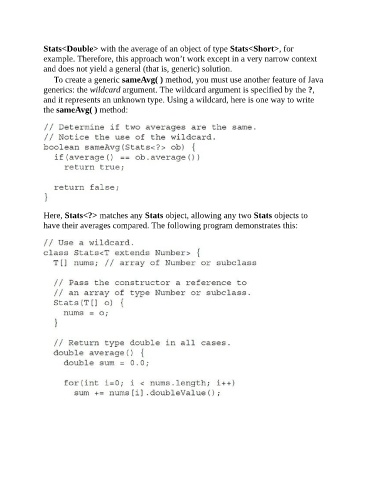 Stats<Double> with the average of an object of type Stats<Short>, for
example. Therefore, this approach won’t work except in a very narrow context
and does not yield a general (that is, generic) solution.
To create a generic sameAvg( ) method, you must use another feature of Java
generics: the wildcard argument. The wildcard argument is specified by the ?,
and it represents an unknown type. Using a wildcard, here is one way to write
the sameAvg( ) method:
// Determine if two averages are the same.
// Notice the use of the wildcard.
boolean sameAvg(Stats<?> ob) {
if(average() == ob.average())
return true;
return false;
}
Here, Stats<?> matches any Stats object, allowing any two Stats objects to
have their averages compared. The following program demonstrates this:
// Use a wildcard.
class Stats<T extends Number> {
T[] nums; // array of Number or subclass
// Pass the constructor a reference to
// an array of type Number or subclass.
Stats(T[] o) {
nums = o;
}
// Return type double in all cases.
double average() {
double sum = 0.0;
for(int i=0; i < nums.length; i++)
sum += nums[i].doubleValue();